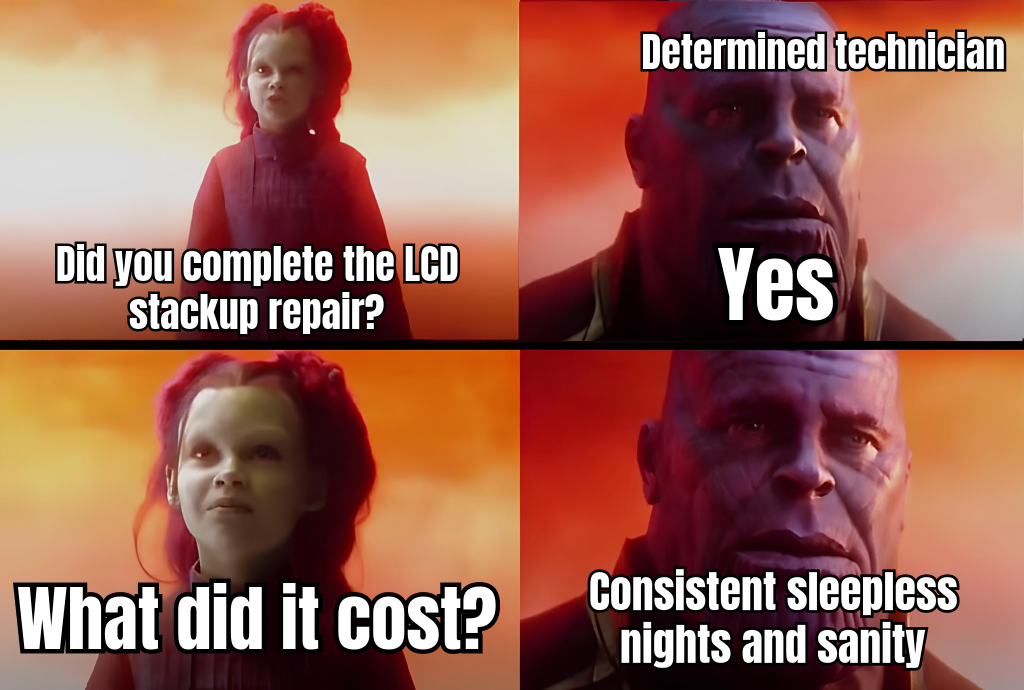 Did you complete the LCD
stackup repair?
Determined technician
Yes
What did it cost?
Consistent sleepless
nights and sanity